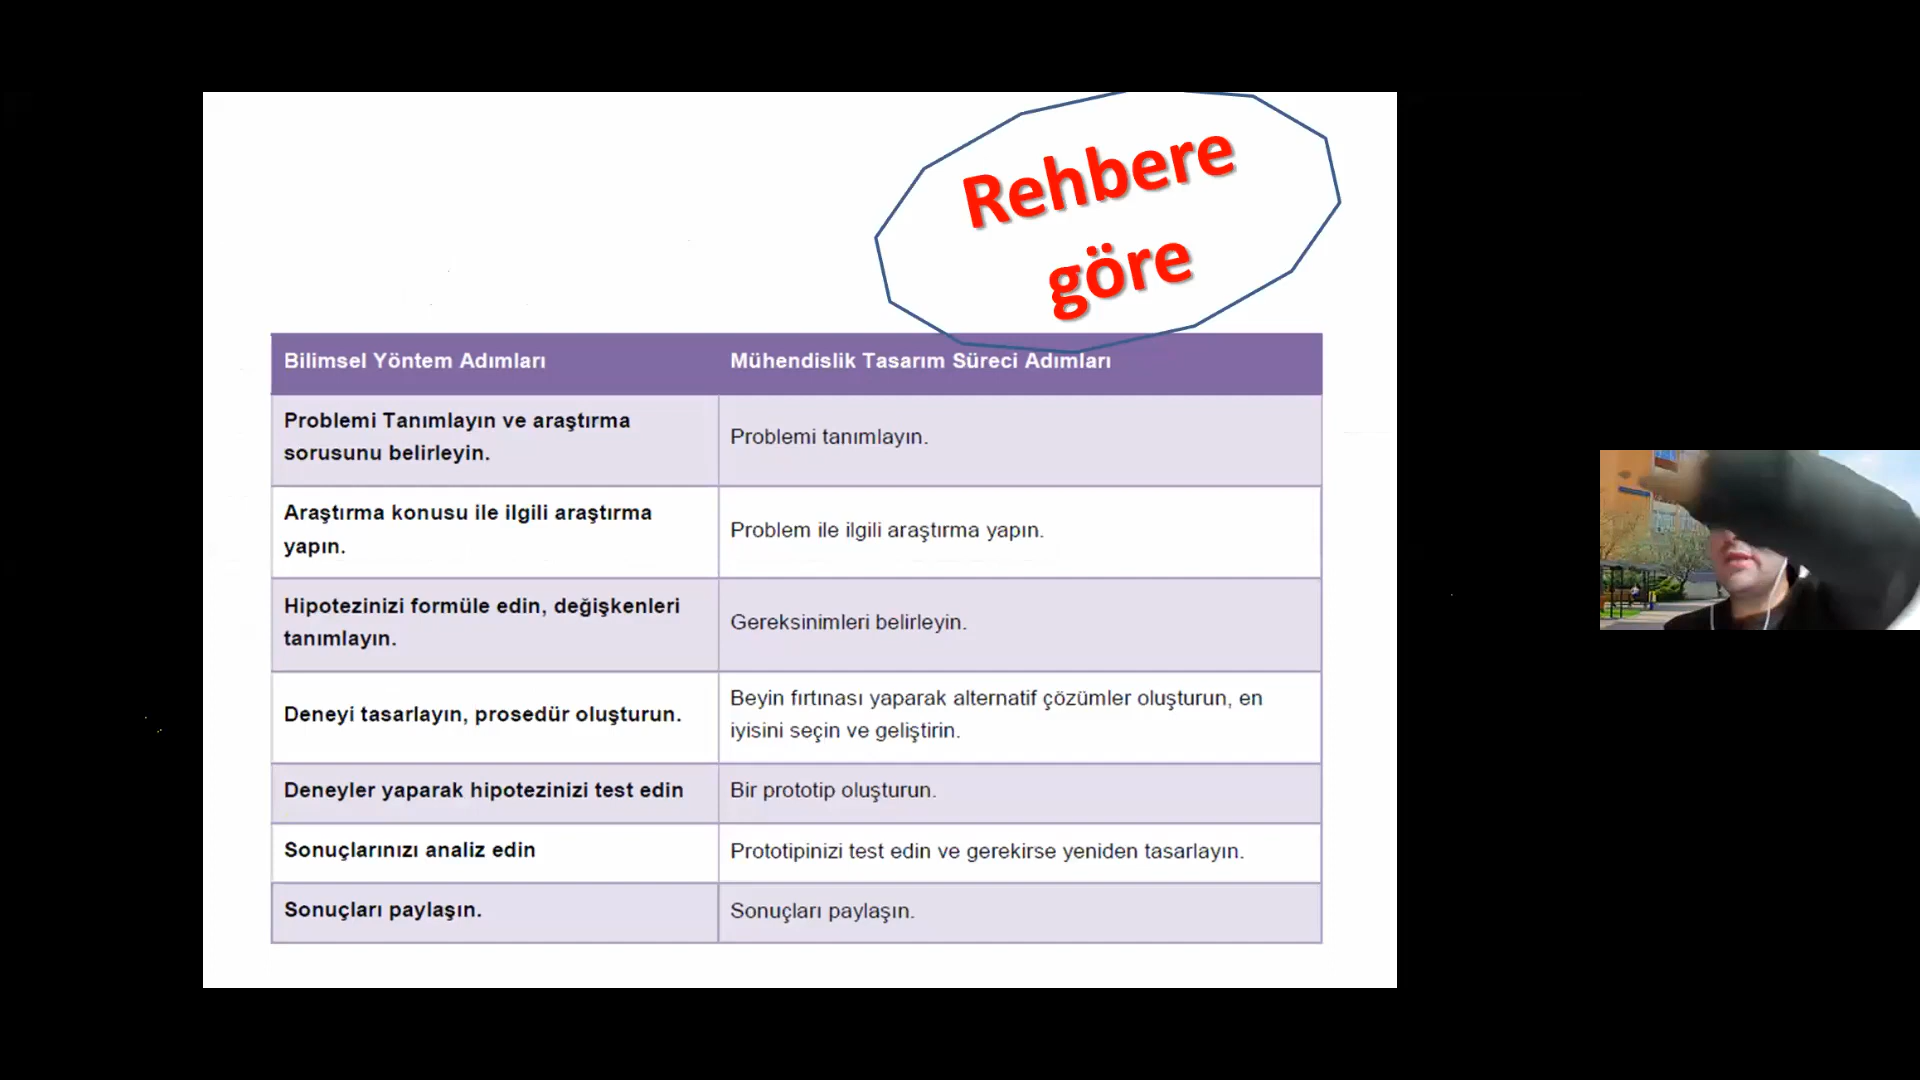 Rehbere
göre
Bilimsel Yöntem Adımları
Mühendislik Tasarım Süreci Adımları
Problemi Tanımlayın ve araştırma
sorusunu belirleyin.
Problemi tanımlayın.
Araştırma konusu ile ilgili araştırma
yapın.
Problem ile ilgili araştırma yapın.
Hipotezinizi formüle edin, değişkenleri
tanımlayın.
Gereksinimleri belirleyin.
Deneyi tasarlayın, prosedür oluşturun.
Beyin fırtınası yaparak alternatif çözümler oluşturun, en
iyisini seçin ve geliştirin.
Deneyler yaparak hipotezinizi test edin
Bir prototip oluşturun.
Sonuçlarınızı analiz edin
Prototipinizi test edin ve gerekirse yeniden tasarlayın.
Sonuçları paylaşın.
Sonuçları paylaşın.